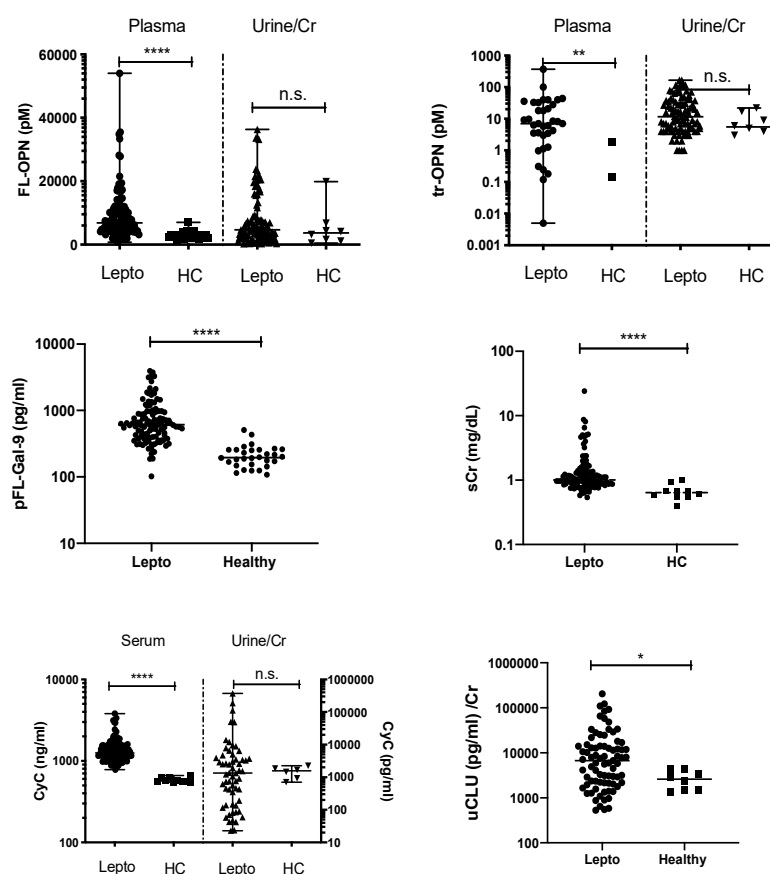 Plasma Urine/Cr
****
n.s.
60000
40000
20000
0
FL-OPN (pM)
Lepto HC Lepto HC
Plasma Urine/Cr
**
n.s.
1000
100
10
1
0.1
0.01
0.001
tr-OPN (pM)
Lepto HC Lepto HC
****
10000
1000
100
10
pFL-Gal-9 (pg/ml)
Lepto Healthy
****
100
10
1
0.1
sCr (mg/dL)
Lepto HC
Serum Urine/Cr
****
n.s.
10000
1000
100
CyC (ng/ml)
1000000
100000
10000
1000
100
10
CyC (pg/ml)
Lepto HC Lepto HC
*
1000000
100000
10000
1000
100
uCLU (pg/ml) /Cr
Lepto Healthy